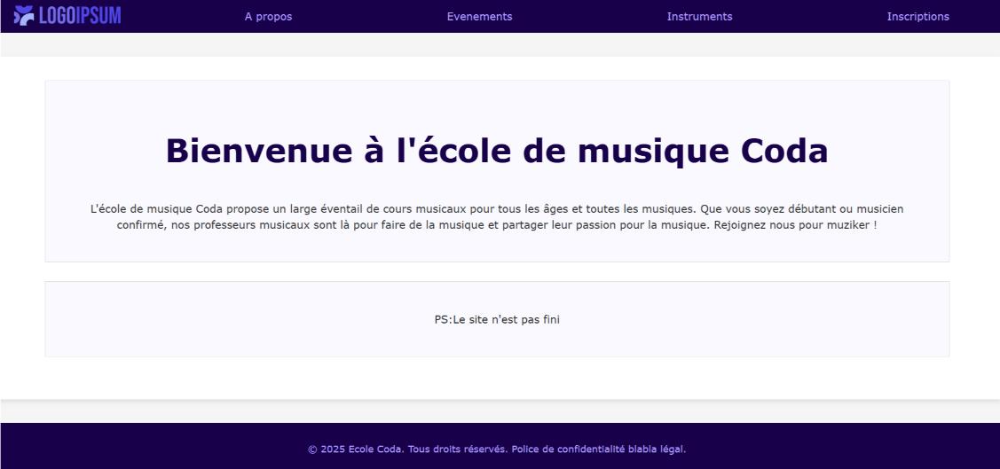 LOGOIPSUM
A propos
Evenements
Instruments
Inscriptions
Bienvenue à l'école de musique Coda
L'école de musique Coda propose un large éventail de cours musicaux pour tous les âges et toutes les musiques. Que vous soyez débutant ou musicien
confirmé, nos professeurs musicaux sont là pour faire de la musique et partager leur passion pour la musique. Rejoignez nous pour muziker !
PS:Le site n'est pas fini
© 2025 Ecole Coda. Tous droits réservés. Police de confidentialité blabla légal.